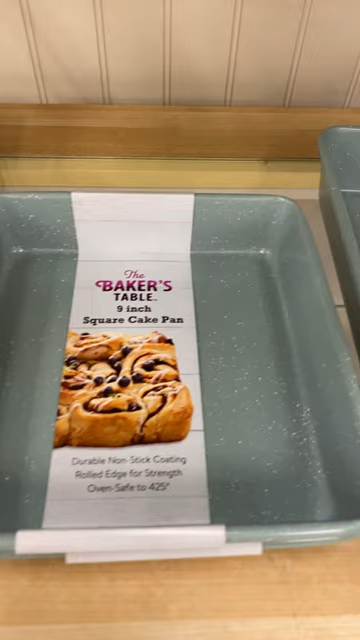 The
BAKER'S
TABLE™
9 inch
Square Cake Pan
Durable Non-Stick Coating
Rolled Edge for Strength
Oven-Safe to 425°